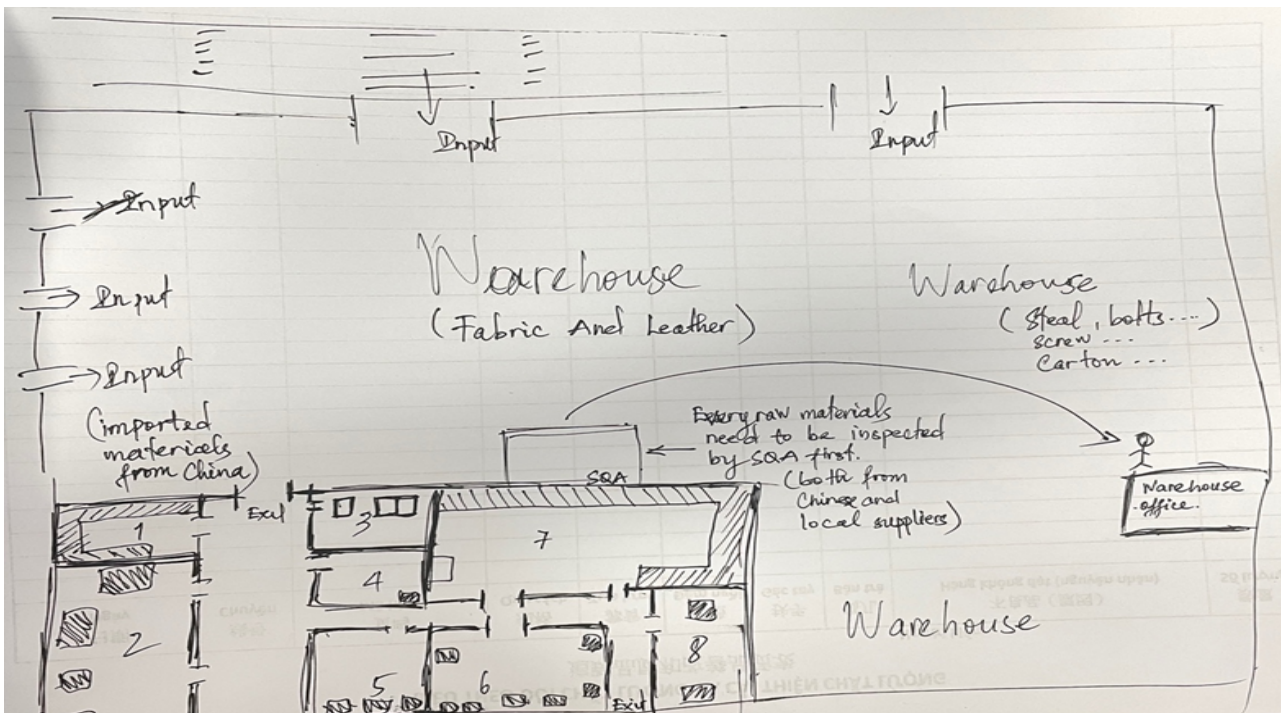 Input
Input
Input
Input
Input
(imported
materials
from China)
Warehouse
(Fabric And Leather)
Warehouse
(Steal, bolts....)
screw ...
Carton ...
Every raw materials
need to be inspected
by SQA first.
(both from
Chinese and
local suppliers)
SQA
Warehouse
office.
Exit
1
2
3
4
5
6
7
8
Exit
Warehouse